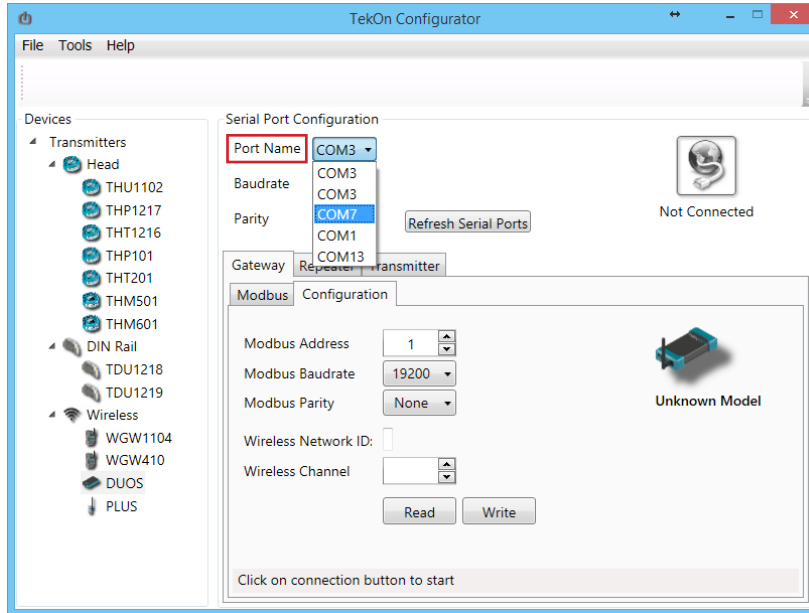 TekOn Configurator
File Tools Help
Devices
Transmitters
Head
THU1102
THP1217
THT1216
THP101
THT201
THM501
THM601
DIN Rail
TDU1218
TDU1219
Wireless
WGW1104
WGW410
DUOS
PLUS
Serial Port Configuration
Port Name COM3
COM3
COM3
COM7
COM1
COM13
Baudrate
Parity
Refresh Serial Ports
Not Connected
Gateway Repeater Transmitter
Modbus Configuration
Modbus Address 1
Modbus Baudrate 19200
Modbus Parity None
Wireless Network ID:
Wireless Channel
Read Write
Unknown Model
Click on connection button to start